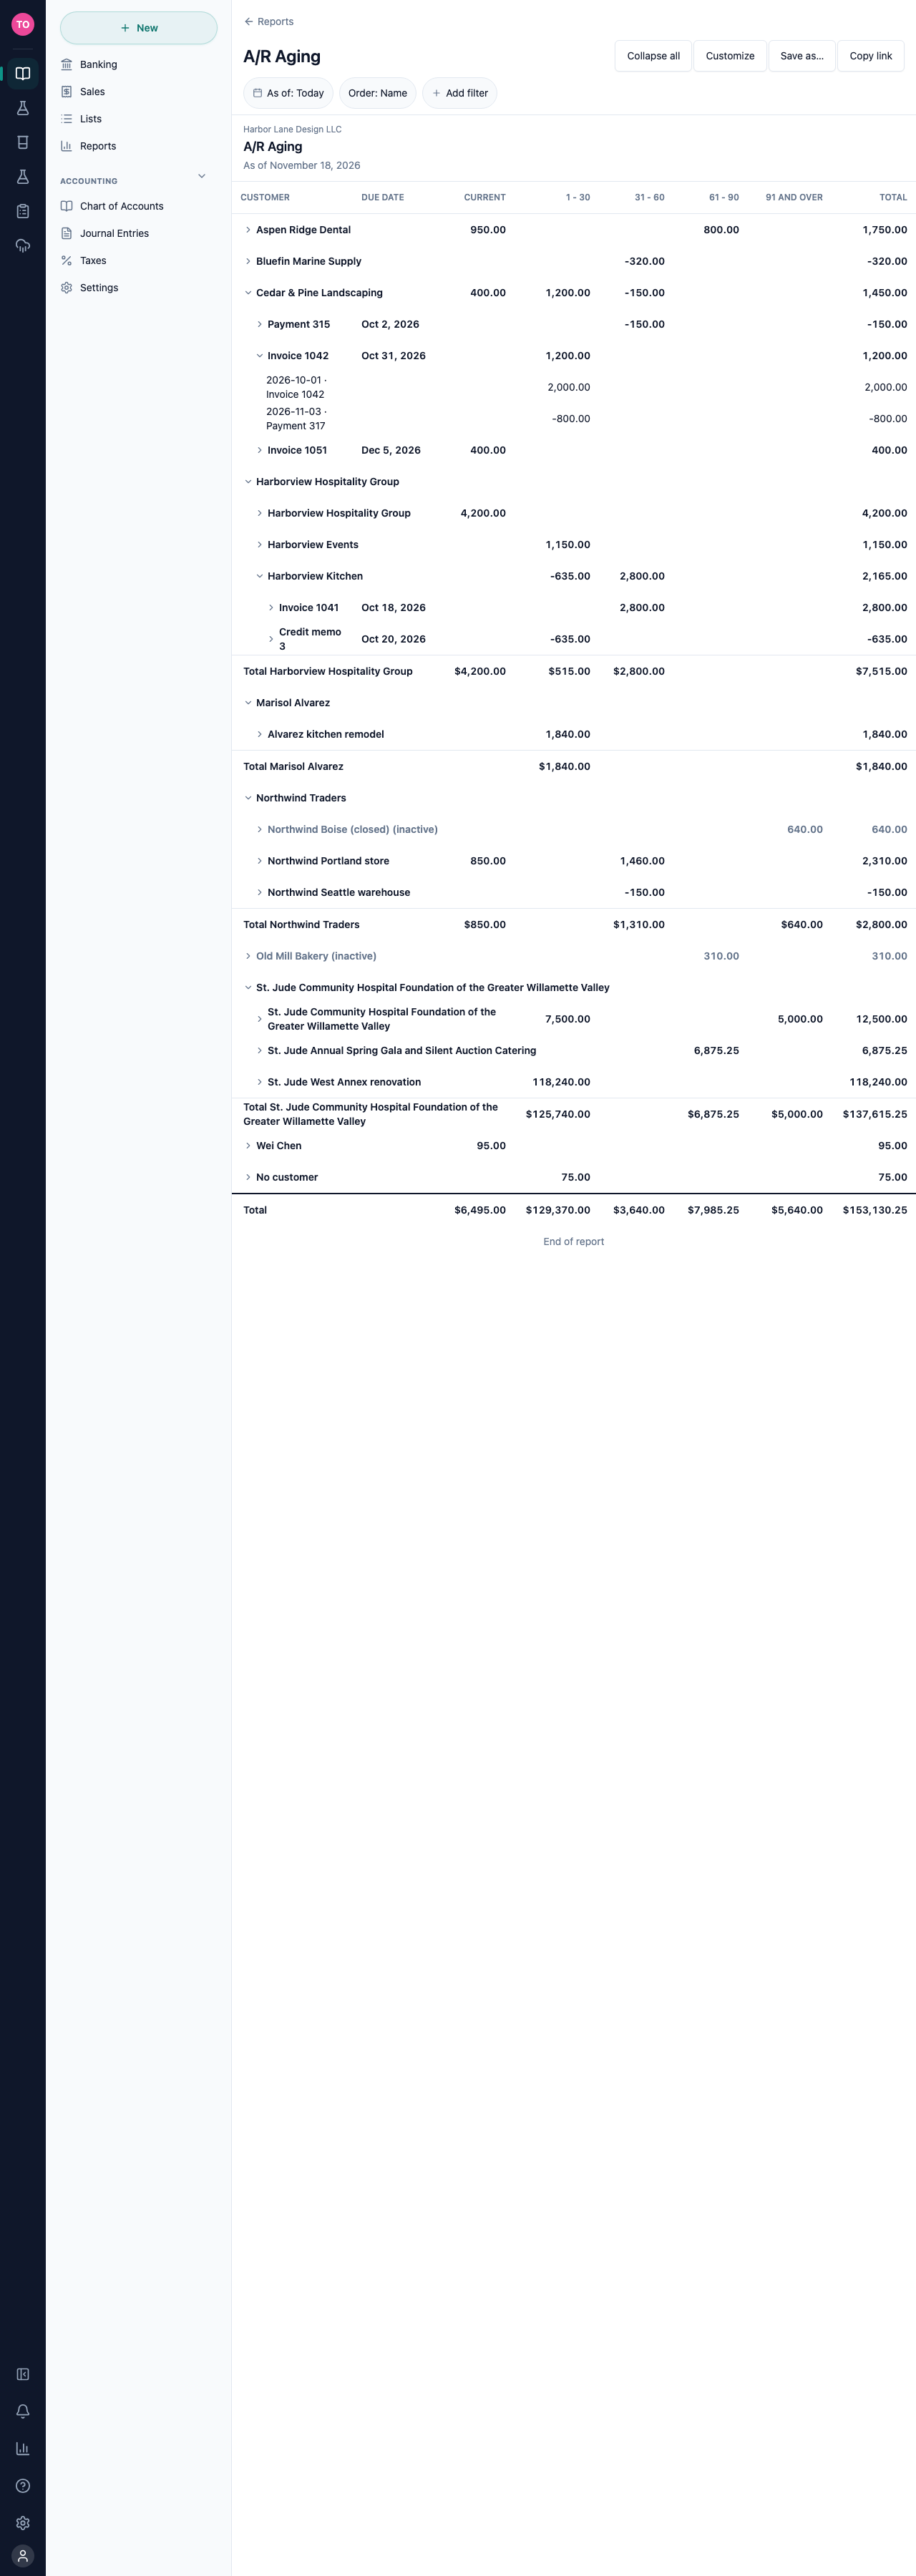 TO
New
Banking
Sales
Lists
Reports
ACCOUNTING
Chart of Accounts
Journal Entries
Taxes
Settings
Reports
A/R Aging
Collapse all
Customize
Save as...
Copy link
As of: Today
Order: Name
Add filter
Harbor Lane Design LLC
A/R Aging
As of November 18, 2026
CUSTOMER DUE DATE CURRENT 1 - 30 31 - 60 61 - 90 91 AND OVER TOTAL
Aspen Ridge Dental 950.00 800.00 1,750.00
Bluefin Marine Supply -320.00 -320.00
Cedar & Pine Landscaping 400.00 1,200.00 -150.00 1,450.00
Payment 315 Oct 2, 2026 -150.00 -150.00
Invoice 1042 Oct 31, 2026 1,200.00 1,200.00
2026-10-01 ·
Invoice 1042 2,000.00 2,000.00
2026-11-03 ·
Payment 317 -800.00 -800.00
Invoice 1051 Dec 5, 2026 400.00 400.00
Harborview Hospitality Group
Harborview Hospitality Group 4,200.00 4,200.00
Harborview Events 1,150.00 1,150.00
Harborview Kitchen -635.00 2,800.00 2,165.00
Invoice 1041 Oct 18, 2026 2,800.00 2,800.00
Credit memo
3 Oct 20, 2026 -635.00 -635.00
Total Harborview Hospitality Group $4,200.00 $515.00 $2,800.00 $7,515.00
Marisol Alvarez
Alvarez kitchen remodel 1,840.00 1,840.00
Total Marisol Alvarez $1,840.00 $1,840.00
Northwind Traders
Northwind Boise (closed) (inactive) 640.00 640.00
Northwind Portland store 850.00 1,460.00 2,310.00
Northwind Seattle warehouse -150.00 -150.00
Total Northwind Traders $850.00 $1,310.00 $640.00 $2,800.00
Old Mill Bakery (inactive) 310.00 310.00
St. Jude Community Hospital Foundation of the Greater Willamette Valley
St. Jude Community Hospital Foundation of the
Greater Willamette Valley 7,500.00 5,000.00 12,500.00
St. Jude Annual Spring Gala and Silent Auction Catering 6,875.25 6,875.25
St. Jude West Annex renovation 118,240.00 118,240.00
Total St. Jude Community Hospital Foundation of the
Greater Willamette Valley $125,740.00 $6,875.25 $5,000.00 $137,615.25
Wei Chen 95.00 95.00
No customer 75.00 75.00
Total $6,495.00 $129,370.00 $3,640.00 $7,985.25 $5,640.00 $153,130.25
End of report